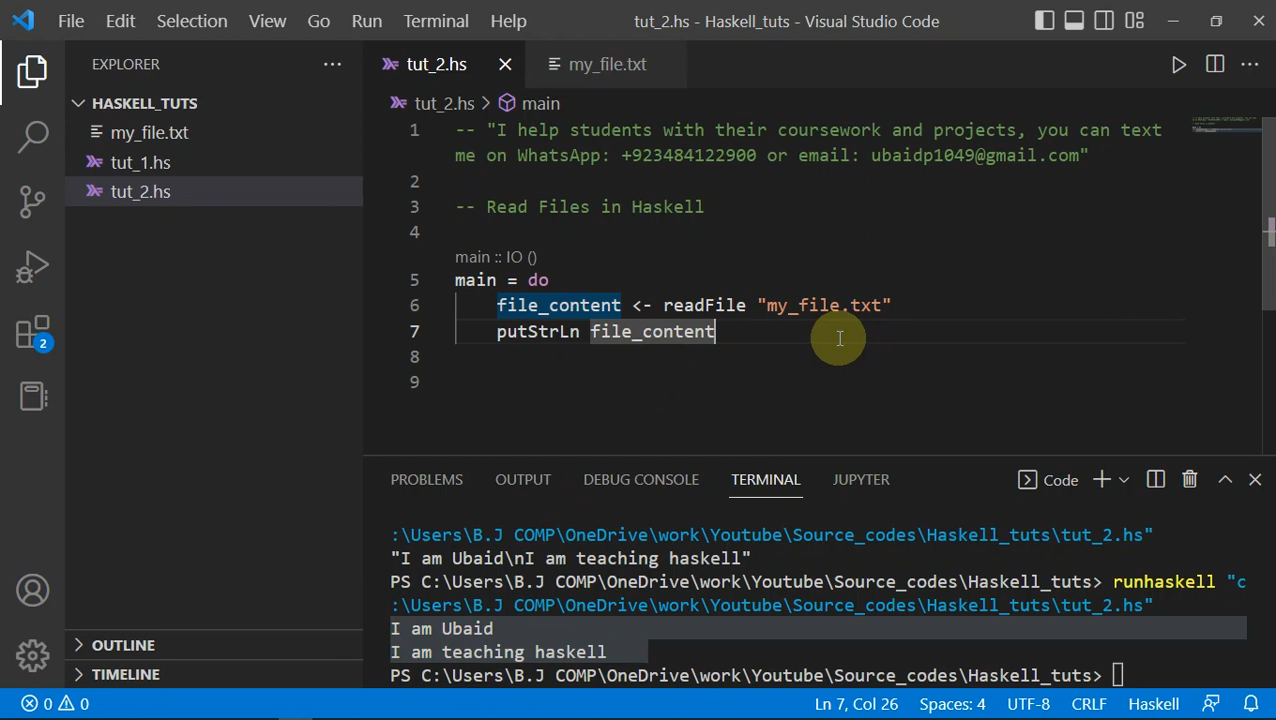 File Edit Selection View Go Run Terminal Help tut_2.hs - Haskell_tuts - Visual Studio Code
EXPLORER
HASKELL_TUTS
my_file.txt
tut_1.hs
tut_2.hs
OUTLINE
TIMELINE
2
tut_2.hs my_file.txt
tut_2.hs > main
1 -- "I help students with their coursework and projects, you can text
me on WhatsApp: +923484122900 or email: ubaidp1049@gmail.com"
2
3 -- Read Files in Haskell
4
main :: IO ()
5 main = do
6 file_content <- readFile "my_file.txt"
7 putStrLn file_content
8
9
PROBLEMS OUTPUT DEBUG CONSOLE TERMINAL JUPYTER Code
:\Users\B.J COMP\OneDrive\work\Youtube\Source_codes\Haskell_tuts\tut_2.hs"
"I am Ubaid\nI am teaching haskell"
PS C:\Users\B.J COMP\OneDrive\work\Youtube\Source_codes\Haskell_tuts> runhaskell "c
:\Users\B.J COMP\OneDrive\work\Youtube\Source_codes\Haskell_tuts\tut_2.hs"
I am Ubaid
I am teaching haskell
PS C:\Users\B.J COMP\OneDrive\work\Youtube\Source_codes\Haskell_tuts>
0 0 Ln 7, Col 26 Spaces: 4 UTF-8 CRLF Haskell